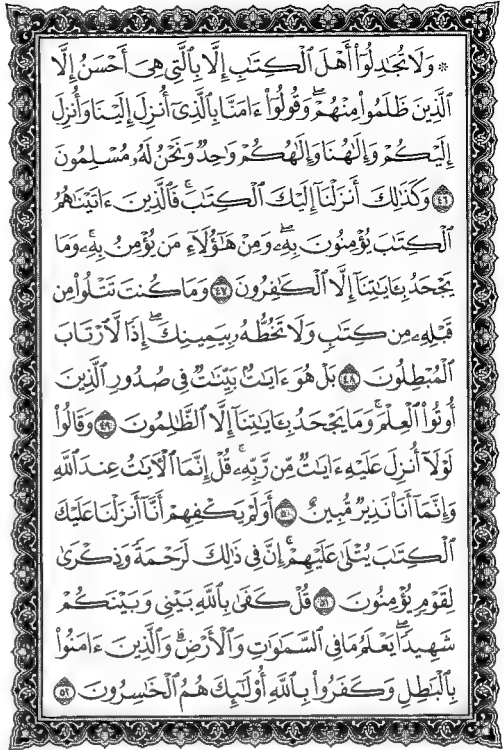 ۞ وَلَا تُجَٰدِلُوٓا۟ أَهْلَ ٱلْكِتَٰبِ إِلَّا بِٱلَّتِى هِىَ أَحْسَنُ إِلَّا
ٱلَّذِينَ ظَلَمُوا۟ مِنْهُمْ ۖ وَقُولُوٓا۟ ءَامَنَّا بِٱلَّذِىٓ أُنزِلَ إِلَيْنَا وَأُنزِلَ
إِلَيْكُمْ وَإِلَٰهُنَا وَإِلَٰهُكُمْ وَٰحِدٌ وَنَحْنُ لَهُۥ مُسْلِمُونَ
٤٦ وَكَذَٰلِكَ أَنزَلْنَآ إِلَيْكَ ٱلْكِتَٰبَ ۚ فَٱلَّذِينَ ءَاتَيْنَٰهُمُ
ٱلْكِتَٰبَ يُؤْمِنُونَ بِهِۦ ۖ وَمِنْ هَٰٓؤُلَآءِ مَن يُؤْمِنُ بِهِۦ ۚ وَمَا
يَجْحَدُ بِـَٔايَٰتِنَآ إِلَّا ٱلْكَٰفِرُونَ ٤٧ وَمَا كُنتَ تَتْلُوا۟ مِن
قَبْلِهِۦ مِن كِتَٰبٍ وَلَا تَخُطُّهُۥ بِيَمِينِكَ ۖ إِذًا لَّٱرْتَابَ
ٱلْمُبْطِلُونَ ٤٨ بَلْ هُوَ ءَايَٰتٌۢ بَيِّنَٰتٌ فِى صُدُورِ ٱلَّذِينَ
أُوتُوا۟ ٱلْعِلْمَ ۚ وَمَا يَجْحَدُ بِـَٔايَٰتِنَآ إِلَّا ٱلظَّٰلِمُونَ ٤٩ وَقَالُوا۟
لَوْلَآ أُنزِلَ عَلَيْهِ ءَايَٰتٌ مِّن رَّبِّهِۦ ۖ قُلْ إِنَّمَا ٱلْـَٔايَٰتُ عِندَ ٱللَّهِ
وَإِنَّمَآ أَنَا۠ نَذِيرٌ مُّبِينٌ ٥٠ أَوَلَمْ يَكْفِهِمْ أَنَّآ أَنزَلْنَا عَلَيْكَ
ٱلْكِتَٰبَ يُتْلَىٰ عَلَيْهِمْ ۚ إِنَّ فِى ذَٰلِكَ لَرَحْمَةً وَذِكْرَىٰ
لِقَوْمٍ يُؤْمِنُونَ ٥١ قُلْ كَفَىٰ بِٱللَّهِ بَيْنِى وَبَيْنَكُمْ
شَهِيدًا ۖ يَعْلَمُ مَا فِى ٱلسَّمَٰوَٰتِ وَٱلْأَرْضِ ۗ وَٱلَّذِينَ ءَامَنُوا۟
بِٱلْبَٰطِلِ وَكَفَرُوا۟ بِٱللَّهِ أُو۟لَٰٓئِكَ هُمُ ٱلْخَٰسِرُونَ ٥٢